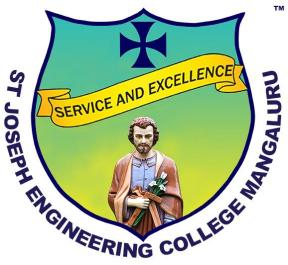 TM
SERVICE AND EXCELLENCE
ST JOSEPH ENGINEERING COLLEGE MANGALURU